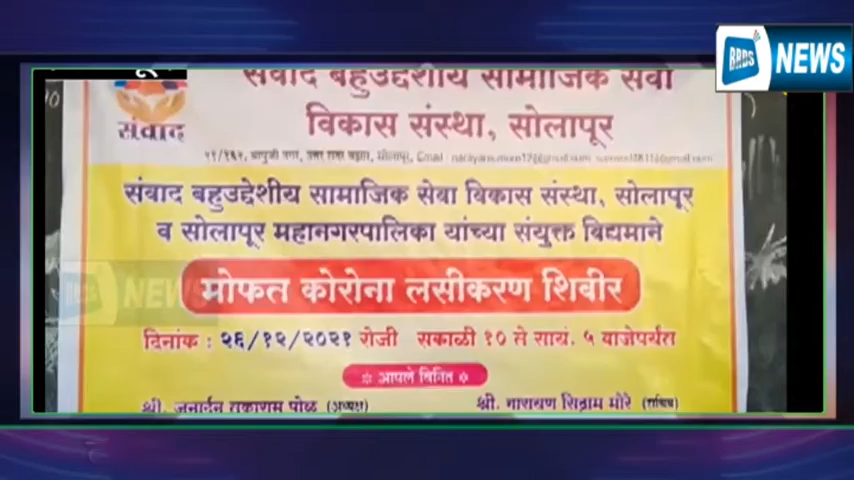 BRDS NEWS
संवाद बहुउद्देशीय सामाजिक सेवा
विकास संस्था, सोलापूर
संवाद
संवाद बहुउद्देशीय सामाजिक सेवा विकास संस्था, सोलापूर
व सोलापूर महानगरपालिका यांच्या संयुक्त विद्यमाने
मोफत कोरोना लसीकरण शिबीर
दिनांक : २६/१२/२०२१ रोजी सकाळी १० ते सायं. ५ वाजेपर्यंत
आपले विनित
श्री. जनार्दन तुकाराम पोळ (अध्यक्ष) श्री. नारायण सिद्राम मोरे (सचिव)
NEWS